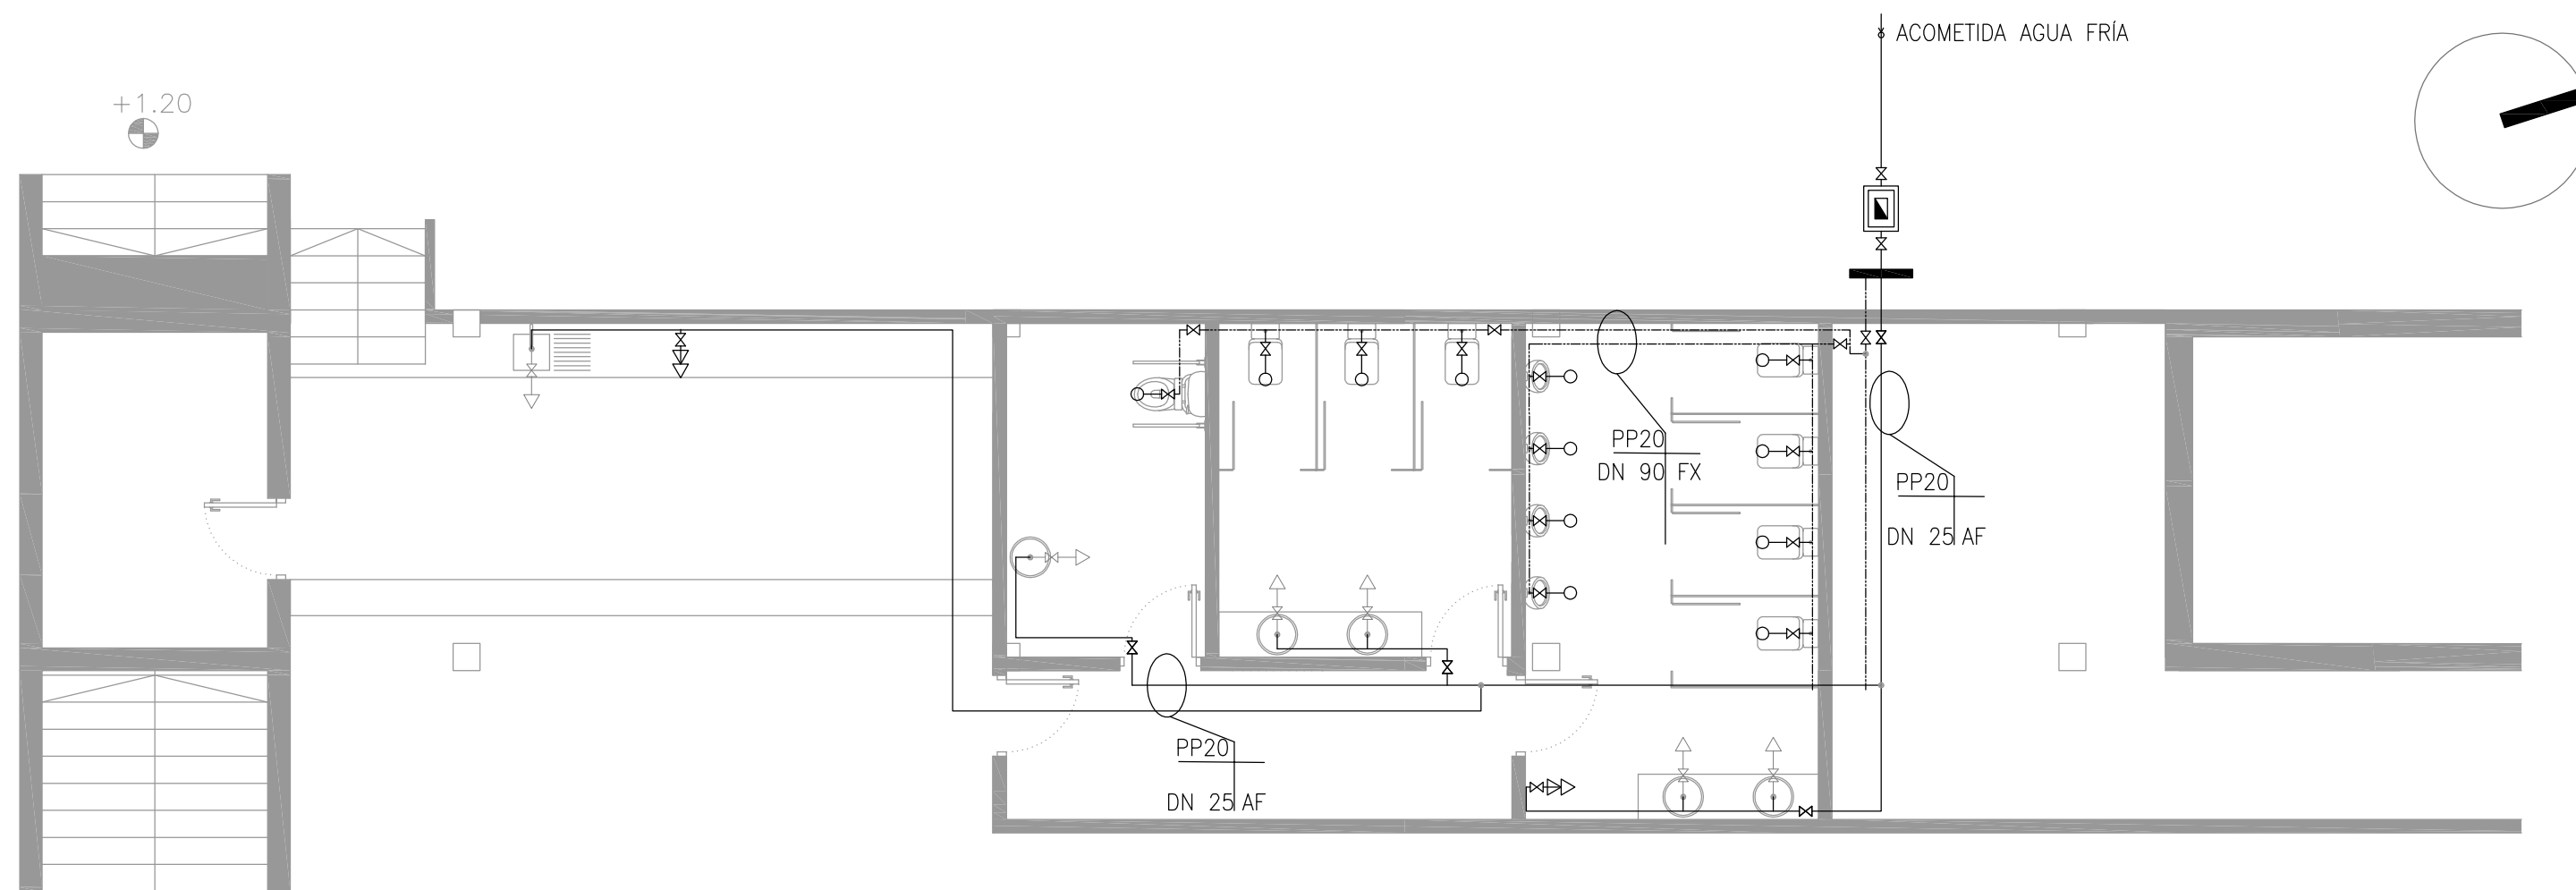 ACOMETIDA AGUA FRÍA
+1.20
PP20
DN 90 FX
PP20
DN 25 AF
PP20
DN 25 AF